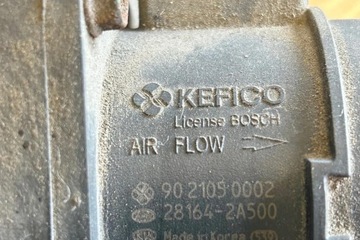 KEFICO
License BOSCH
AIR FLOW
90 2105 0002
28164-2A500
Made in Korea